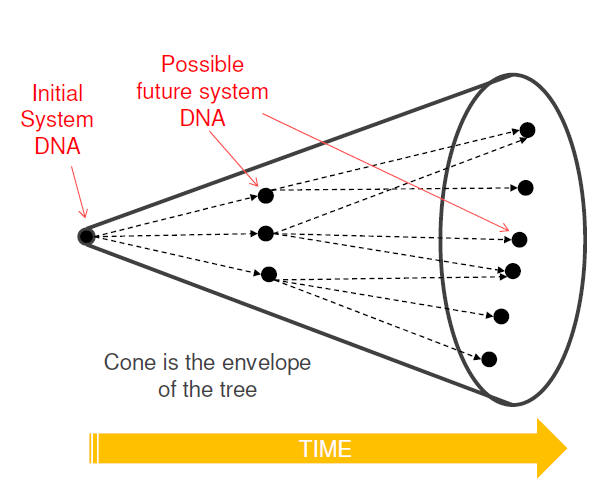 Initial
System
DNA
Possible
future system
DNA
Cone is the envelope
of the tree
TIME